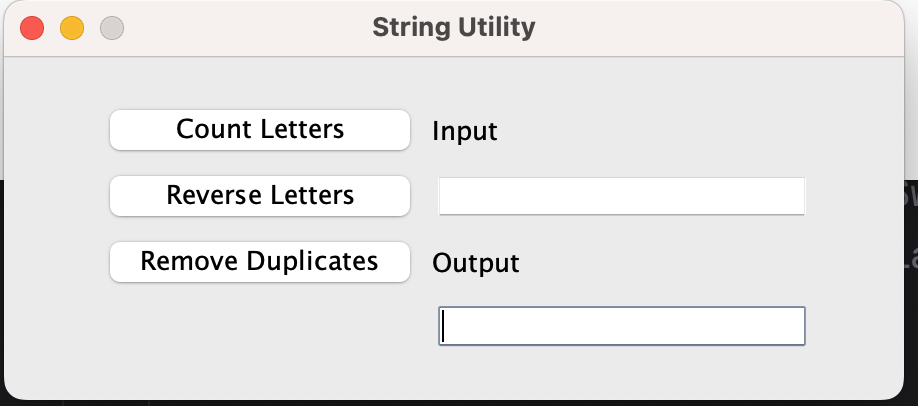 String Utility
Count Letters
Input
Reverse Letters
Remove Duplicates
Output